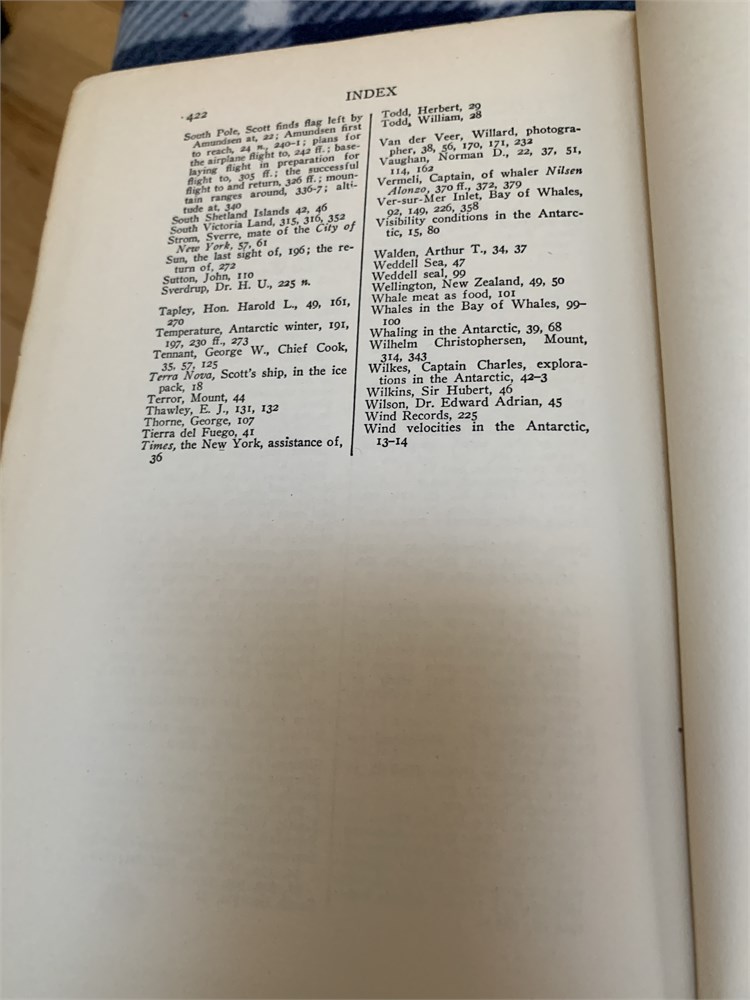 422
INDEX
South Pole, Scott finds flag left by
Amundsen at, 22; Amundsen first
to reach, 24 n., 240-1; plans for
the airplane flight to, 242 ff.; base-
laying flight in preparation for
flight to, 305 ff.; the successful
flight to and return, 326 ff.; moun-
tain ranges around, 336-7; alti-
tude at, 340
South Shetland Islands 42, 46
South Victoria Land, 315, 316, 352
Strom, Sverre, mate of the City of
New York, 57, 61
Sun, the last sight of, 196; the re-
turn of, 272
Sutton, John, 110
Sverdrup, Dr. H. U., 225 n.
Tapley, Hon. Harold L., 49, 161,
270
Temperature, Antarctic winter, 191,
197, 230 ff., 273
Tennant, George W., Chief Cook,
35, 57, 125
Terra Nova, Scott's ship, in the ice
pack, 18
Terror, Mount, 44
Thawley, E. J., 131, 132
Thorne, George, 107
Tierra del Fuego, 41
Times, the New York, assistance of,
36
Todd, Herbert, 29
Todd, William, 28
Van der Veer, Willard, photogra-
pher, 38, 56, 170, 171, 232
Vaughan, Norman D., 22, 37, 51,
114, 162
Vermeli, Captain, of whaler Nilsen
Alonzo, 370 ff., 372, 379
Ver-sur-Mer Inlet, Bay of Whales,
92, 149, 226, 358
Visibility conditions in the Antarc-
tic, 15, 80
Walden, Arthur T., 34, 37
Weddell Sea, 47
Weddell seal, 99
Wellington, New Zealand, 49, 50
Whale meat as food, 101
Whales in the Bay of Whales, 99–
100
Whaling in the Antarctic, 39, 68
Wilhelm Christophersen, Mount,
314, 343
Wilkes, Captain Charles, explora-
tions in the Antarctic, 42–3
Wilkins, Sir Hubert, 46
Wilson, Dr. Edward Adrian, 45
Wind Records, 225
Wind velocities in the Antarctic,
13–14